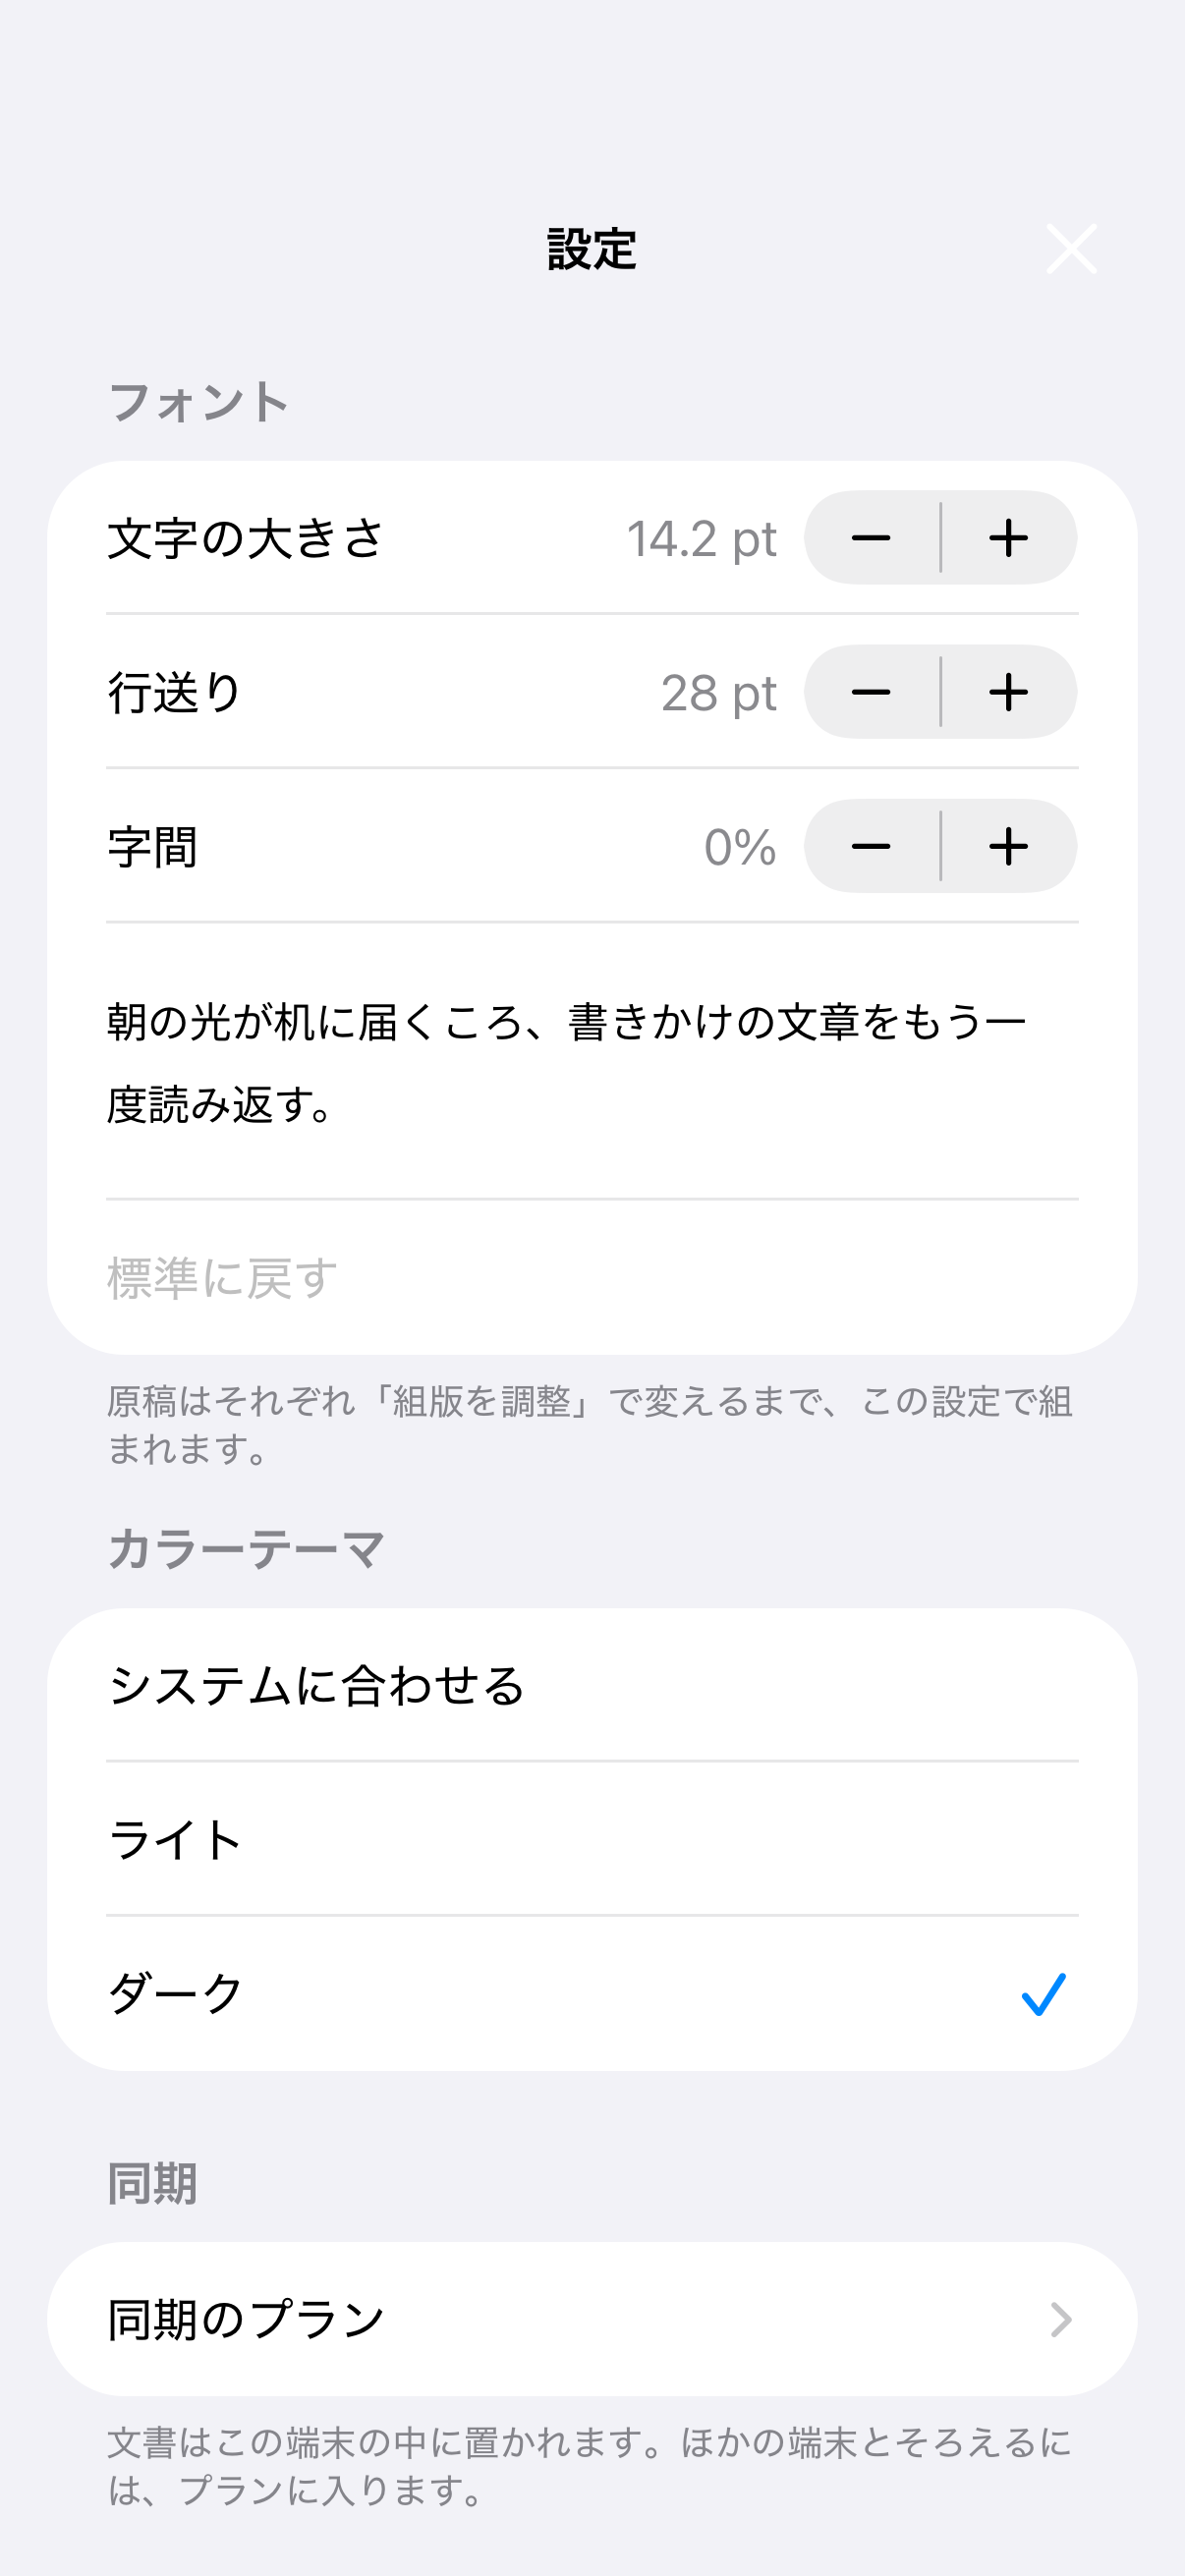 設定
フォント
文字の大きさ 14.2 pt
行送り 28 pt
字間 0%
朝の光が机に届くころ、書きかけの文章をもう一
度読み返す。
標準に戻す
原稿はそれぞれ「組版を調整」で変えるまで、この設定で組
まれます。
カラーテーマ
システムに合わせる
ライト
ダーク
同期
同期のプラン
文書はこの端末の中に置かれます。ほかの端末とそろえるに
は、プランに入ります。